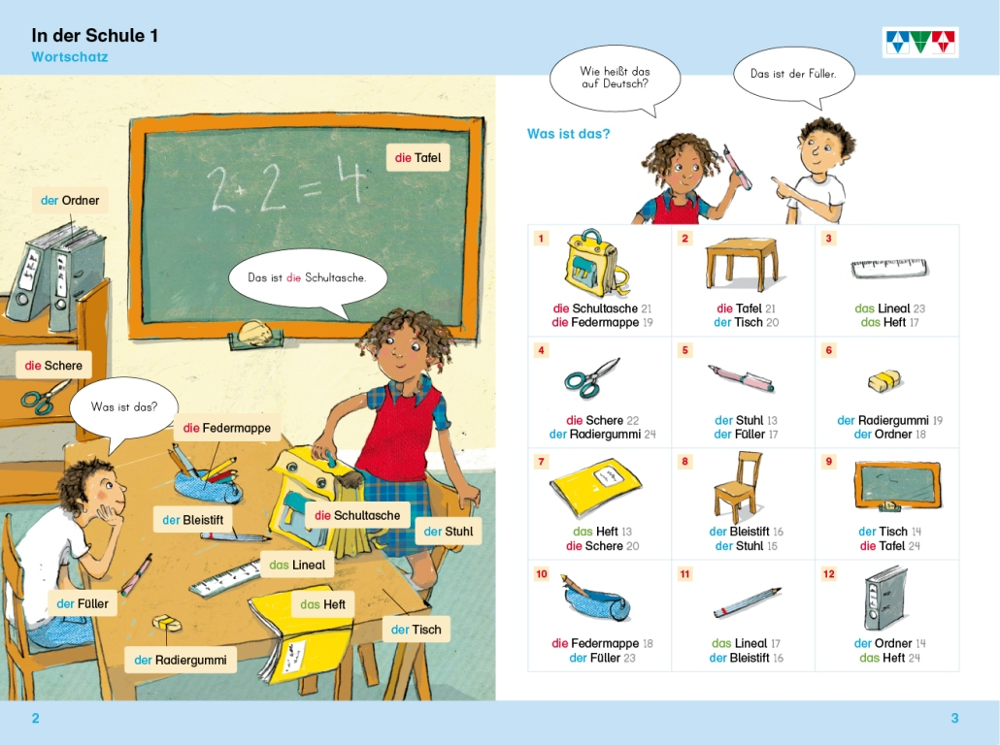 In der Schule 1
Wortschatz
die Tafel
2+2=4
der Ordner
Das ist die Schultasche.
die Schere
Was ist das?
die Federmappe
der Bleistift
die Schultasche
der Stuhl
das Lineal
der Füller
das Heft
der Tisch
der Radiergummi
2
Wie heißt das
auf Deutsch?
Das ist der Füller.
Was ist das?
1
die Schultasche 21
die Federmappe 19
2
die Tafel 21
der Tisch 20
3
das Lineal 23
das Heft 17
4
die Schere 22
der Radiergummi 24
5
der Stuhl 13
der Füller 17
6
der Radiergummi 19
der Ordner 18
7
das Heft 13
die Schere 20
8
der Bleistift 16
der Stuhl 15
9
der Tisch 14
die Tafel 24
10
die Federmappe 18
der Füller 23
11
das Lineal 17
der Bleistift 16
12
der Ordner 14
das Heft 24
3